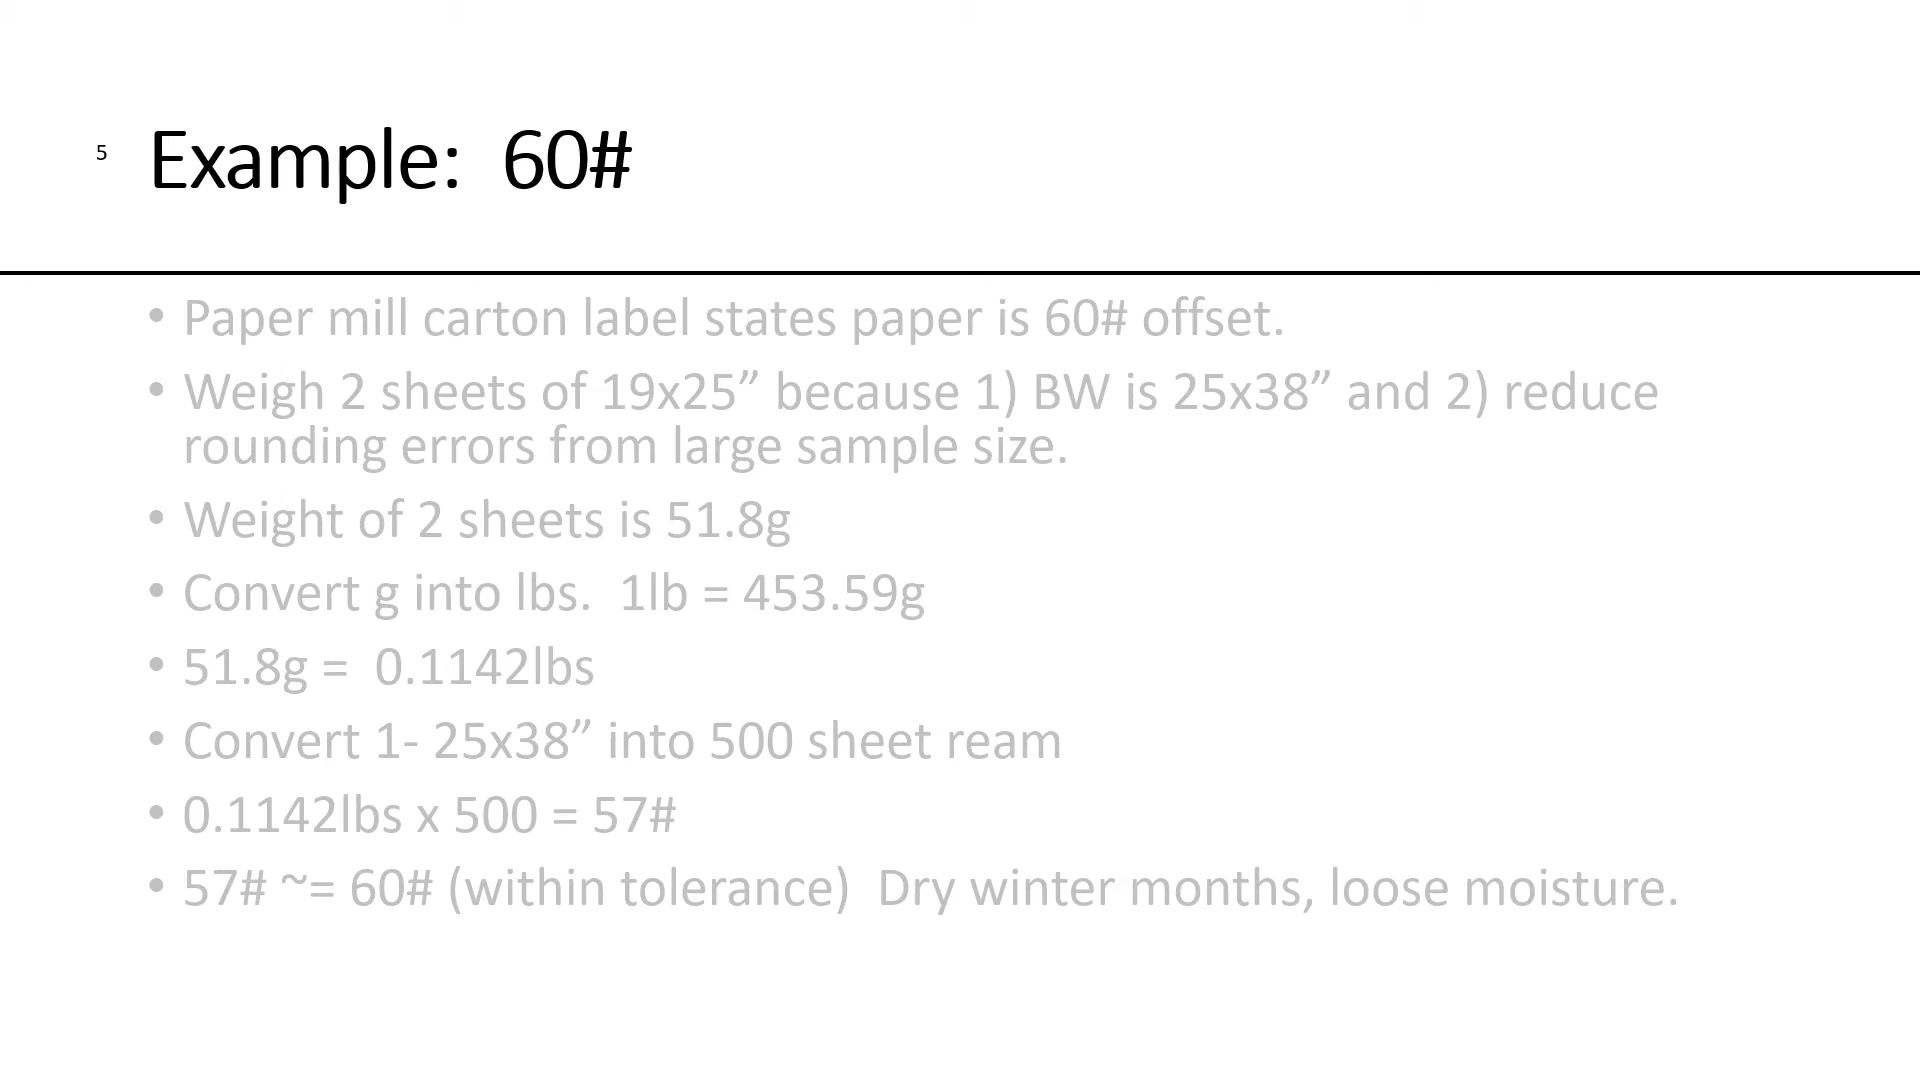 5
Example:  60#
• Paper mill carton label states paper is 60# offset.
• Weigh 2 sheets of 19x25” because 1) BW is 25x38” and 2) reduce
rounding errors from large sample size.
• Weight of 2 sheets is 51.8g
• Convert g into lbs.  1lb = 453.59g
• 51.8g =  0.1142lbs
• Convert 1- 25x38” into 500 sheet ream
• 0.1142lbs x 500 = 57#
• 57# ~= 60# (within tolerance)  Dry winter months, loose moisture.